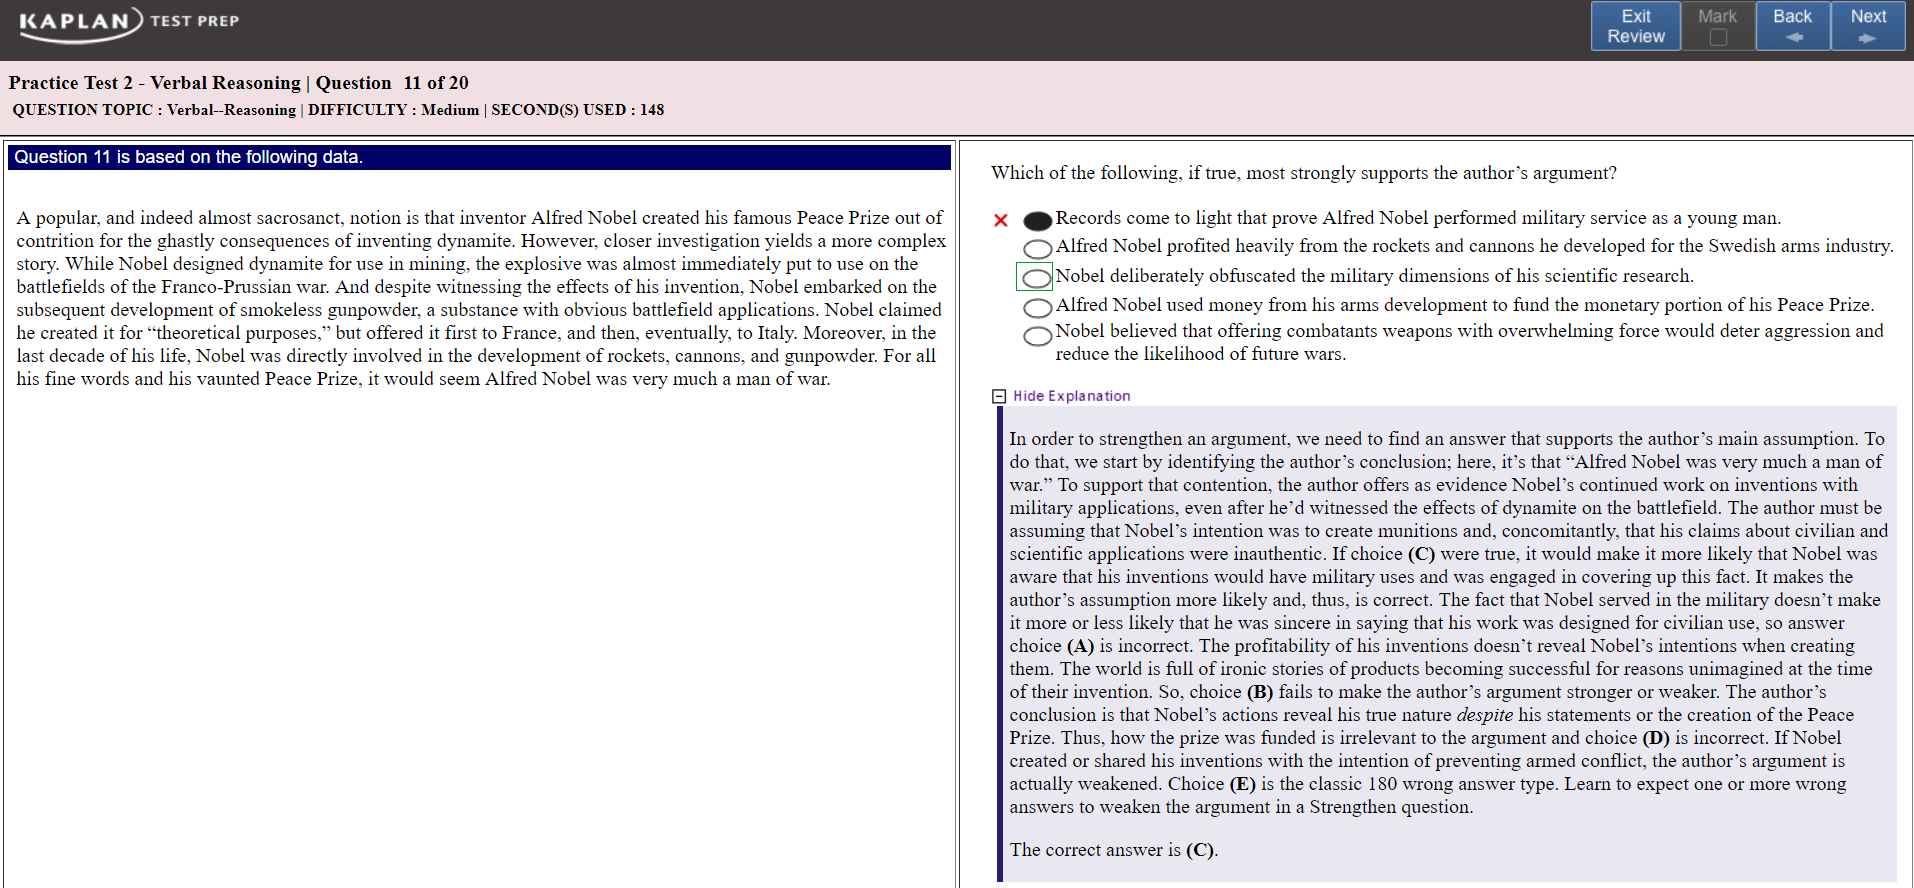 KAPLAN TEST PREP
Exit Review
Mark
Back
Next
Practice Test 2 - Verbal Reasoning | Question 11 of 20
QUESTION TOPIC : Verbal--Reasoning | DIFFICULTY : Medium | SECOND(S) USED : 148
Question 11 is based on the following data.
A popular, and indeed almost sacrosanct, notion is that inventor Alfred Nobel created his famous Peace Prize out of
contrition for the ghastly consequences of inventing dynamite. However, closer investigation yields a more complex
story. While Nobel designed dynamite for use in mining, the explosive was almost immediately put to use on the
battlefields of the Franco-Prussian war. And despite witnessing the effects of his invention, Nobel embarked on the
subsequent development of smokeless gunpowder, a substance with obvious battlefield applications. Nobel claimed
he created it for “theoretical purposes,” but offered it first to France, and then, eventually, to Italy. Moreover, in the
last decade of his life, Nobel was directly involved in the development of rockets, cannons, and gunpowder. For all
his fine words and his vaunted Peace Prize, it would seem Alfred Nobel was very much a man of war.
Which of the following, if true, most strongly supports the author’s argument?
Records come to light that prove Alfred Nobel performed military service as a young man.
Alfred Nobel profited heavily from the rockets and cannons he developed for the Swedish arms industry.
Nobel deliberately obfuscated the military dimensions of his scientific research.
Alfred Nobel used money from his arms development to fund the monetary portion of his Peace Prize.
Nobel believed that offering combatants weapons with overwhelming force would deter aggression and
reduce the likelihood of future wars.
Hide Explanation
In order to strengthen an argument, we need to find an answer that supports the author’s main assumption. To
do that, we start by identifying the author’s conclusion; here, it’s that “Alfred Nobel was very much a man of
war.” To support that contention, the author offers as evidence Nobel’s continued work on inventions with
military applications, even after he’d witnessed the effects of dynamite on the battlefield. The author must be
assuming that Nobel’s intention was to create munitions and, concomitantly, that his claims about civilian and
scientific applications were inauthentic. If choice (C) were true, it would make it more likely that Nobel was
aware that his inventions would have military uses and was engaged in covering up this fact. It makes the
author’s assumption more likely and, thus, is correct. The fact that Nobel served in the military doesn’t make
it more or less likely that he was sincere in saying that his work was designed for civilian use, so answer
choice (A) is incorrect. The profitability of his inventions doesn’t reveal Nobel’s intentions when creating
them. The world is full of ironic stories of products becoming successful for reasons unimagined at the time
of their invention. So, choice (B) fails to make the author’s argument stronger or weaker. The author’s
conclusion is that Nobel’s actions reveal his true nature despite his statements or the creation of the Peace
Prize. Thus, how the prize was funded is irrelevant to the argument and choice (D) is incorrect. If Nobel
created or shared his inventions with the intention of preventing armed conflict, the author’s argument is
actually weakened. Choice (E) is the classic 180 wrong answer type. Learn to expect one or more wrong
answers to weaken the argument in a Strengthen question.
The correct answer is (C).